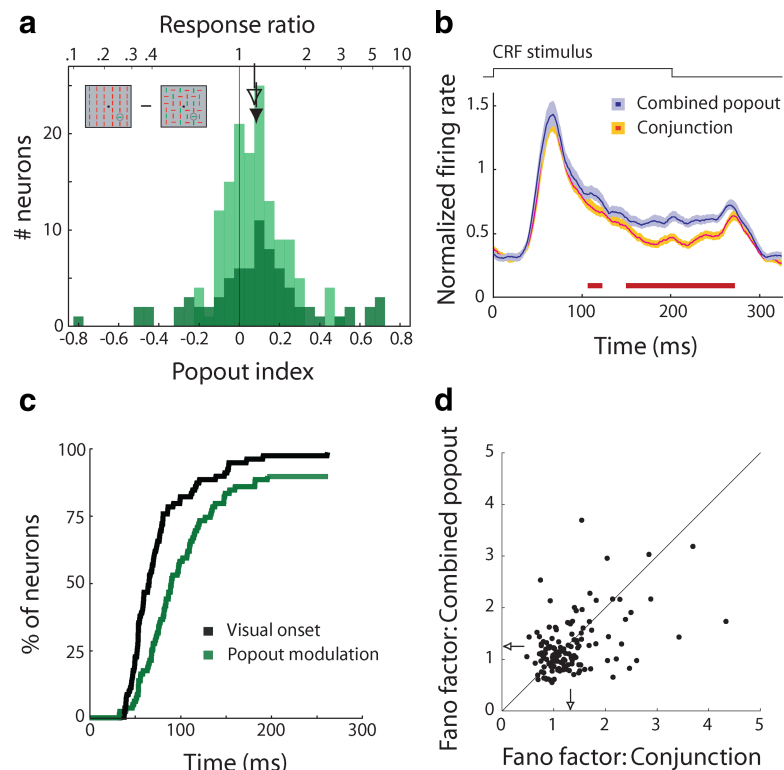 a
Response ratio
.1 .2 .3 .4 1 2 3 5 10
# neurons
20
10
0
-0.8 -0.6 -0.4 -0.2 0 0.2 0.4 0.6 0.8
Popout index
b
CRF stimulus
Normalized firing rate
1.5
1
0.5
0
Combined popout
Conjunction
0 100 200 300
Time (ms)
c
% of neurons
100
75
50
25
0
Visual onset
Popout modulation
0 100 200 300
Time (ms)
d
Fano factor: Combined popout
5
4
3
2
1
0
0 1 2 3 4 5
Fano factor: Conjunction